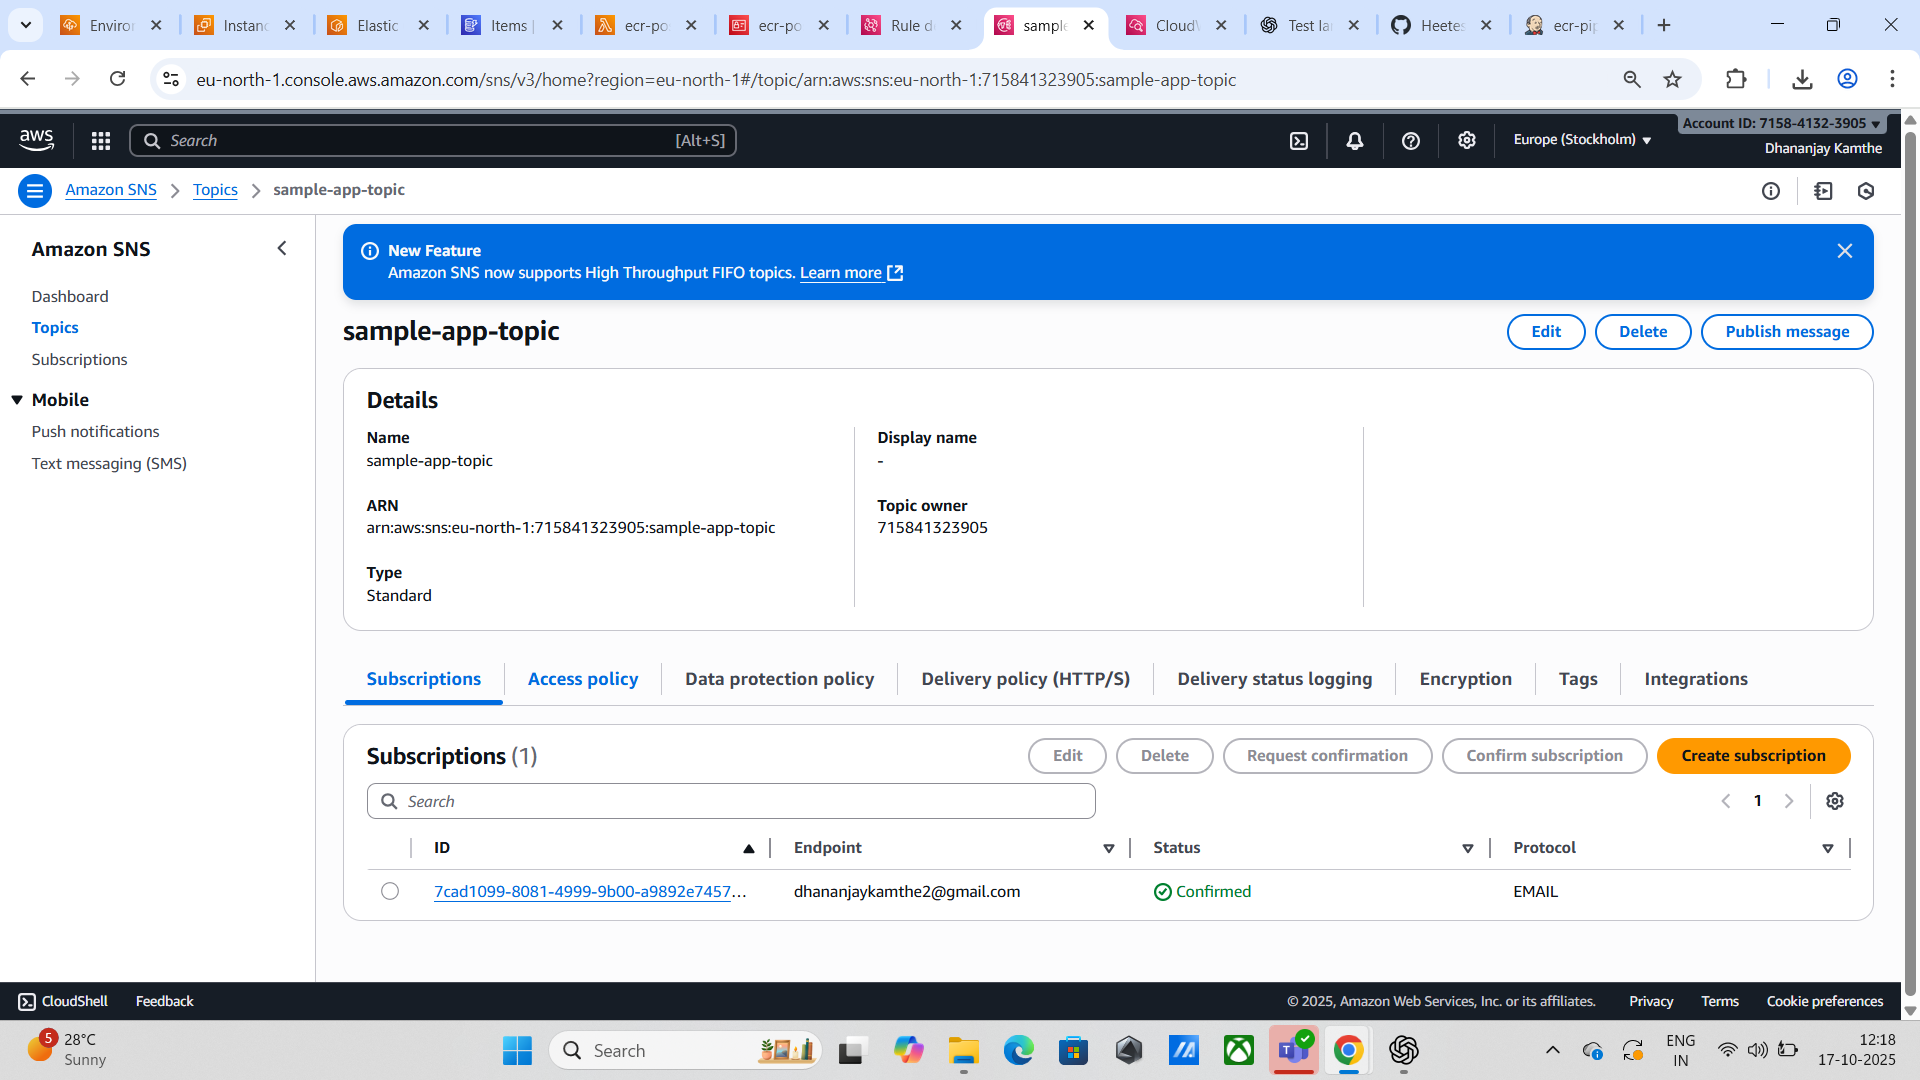 Enviror
Instanc
Elastic
Items |
ecr-po
ecr-po
Rule de
sample
CloudW
Test la
Heetes
ecr-pip
eu-north-1.console.aws.amazon.com/sns/v3/home?region=eu-north-1#/topic/arn:aws:sns:eu-north-1:715841323905:sample-app-topic
aws
Search
[Alt+S]
Europe (Stockholm)
Account ID: 7158-4132-3905
Dhananjay Kamthe
Amazon SNS
Topics
sample-app-topic
Amazon SNS
Dashboard
Topics
Subscriptions
Mobile
Push notifications
Text messaging (SMS)
New Feature
Amazon SNS now supports High Throughput FIFO topics. Learn more
sample-app-topic
Edit
Delete
Publish message
Details
Name
sample-app-topic
ARN
arn:aws:sns:eu-north-1:715841323905:sample-app-topic
Type
Standard
Display name
-
Topic owner
715841323905
Subscriptions
Access policy
Data protection policy
Delivery policy (HTTP/S)
Delivery status logging
Encryption
Tags
Integrations
Subscriptions (1)
Edit
Delete
Request confirmation
Confirm subscription
Create subscription
Search
1
ID
Endpoint
Status
Protocol
7cad1099-8081-4999-9b00-a9892e7457...
dhananjaykamthe2@gmail.com
Confirmed
EMAIL
CloudShell
Feedback
© 2025, Amazon Web Services, Inc. or its affiliates.
Privacy
Terms
Cookie preferences
5
28°C
Sunny
Search
ENG
IN
12:18
17-10-2025